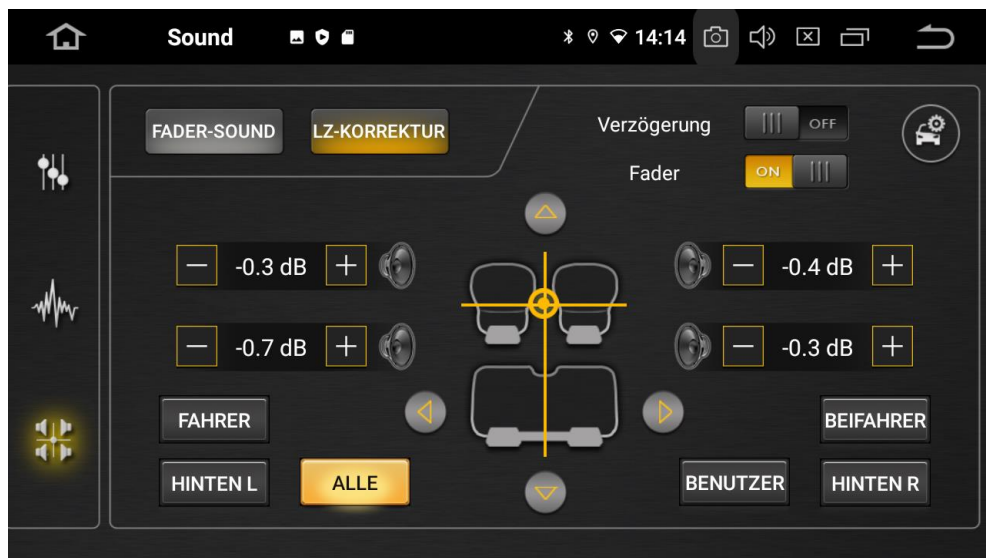 Sound 14:14
FADER-SOUND LZ-KORREKTUR Verzögerung OFF
Fader ON
-0.3 dB -0.4 dB
-0.7 dB -0.3 dB
FAHRER BEIFAHRER
HINTEN L ALLE BENUTZER HINTEN R